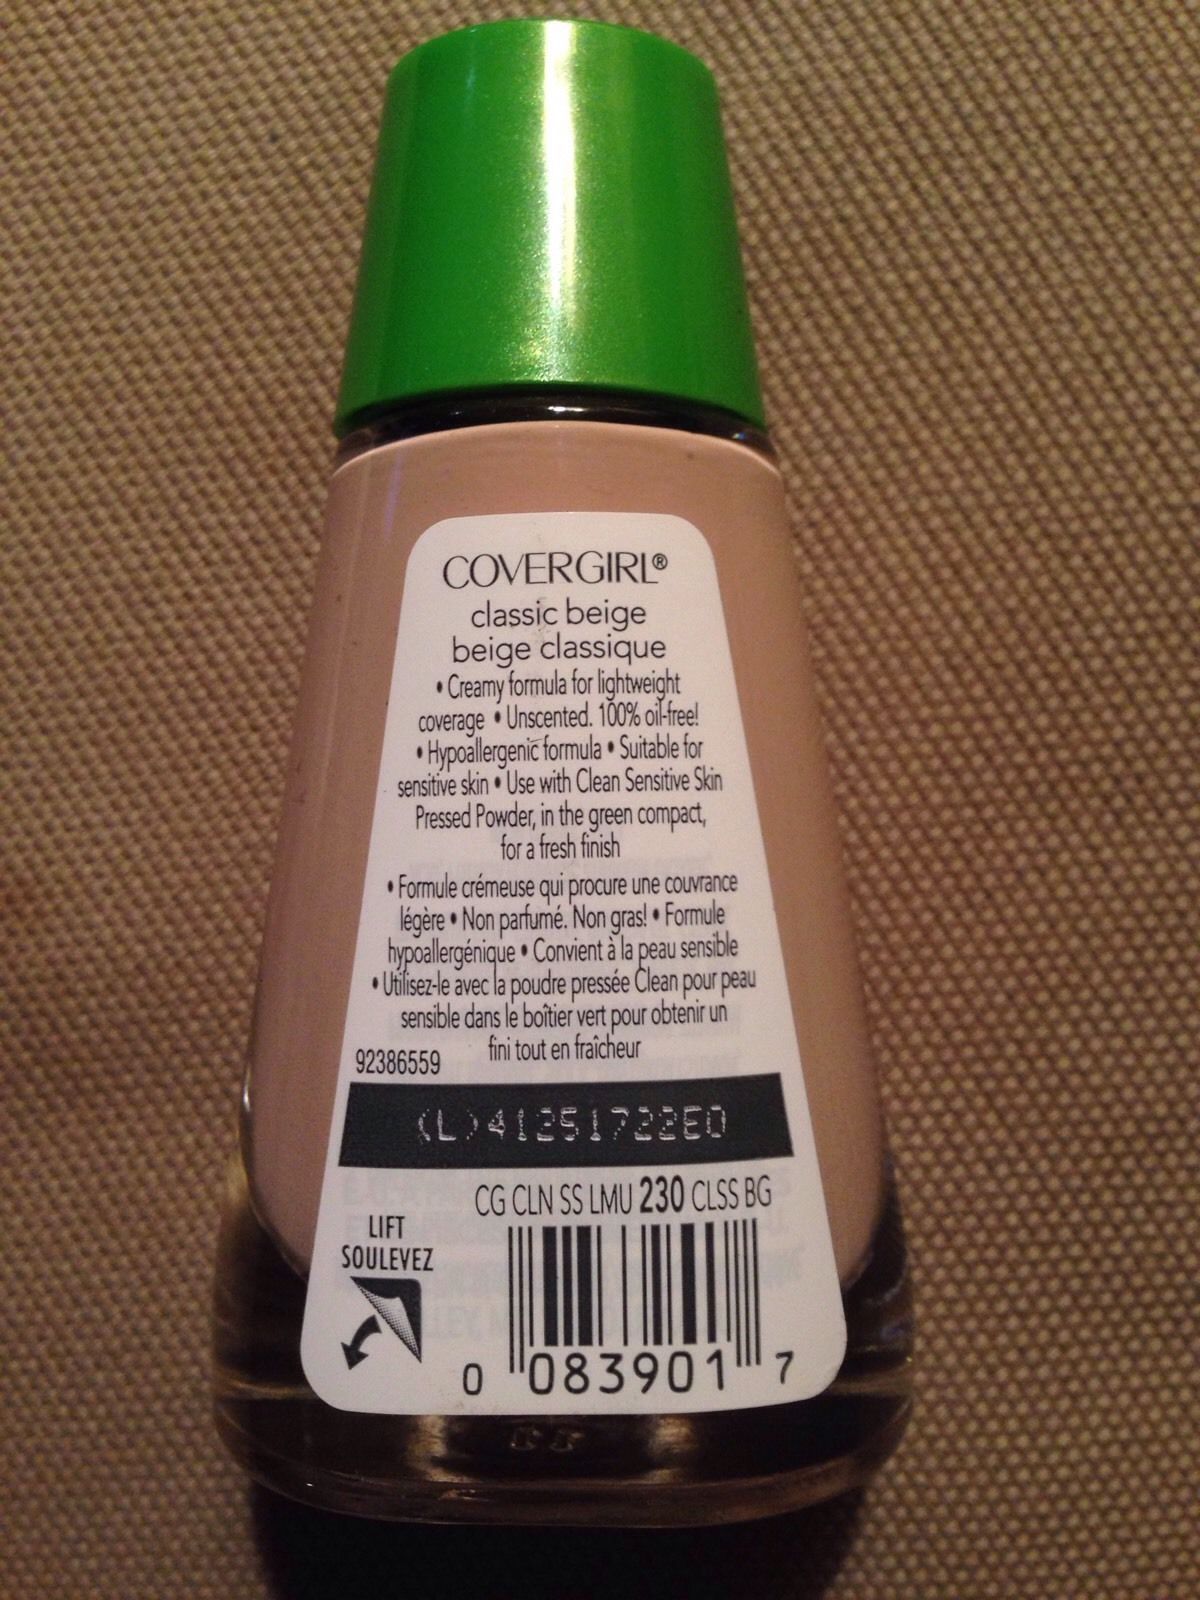 COVERGIRL®
classic beige
beige classique
• Creamy formula for lightweight
coverage • Unscented. 100% oil-free!
• Hypoallergenic formula • Suitable for
sensitive skin • Use with Clean Sensitive Skin
Pressed Powder, in the green compact,
for a fresh finish
• Formule crémeuse qui procure une couvrance
légère • Non parfumé. Non gras! • Formule
hypoallergénique • Convient à la peau sensible
• Utilisez-le avec la poudre pressée Clean pour peau
sensible dans le boîtier vert pour obtenir un
fini tout en fraîcheur
92386559
(L)41251722E0
CG CLN SS LMU 230 CLSS BG
LIFT
SOULEVEZ
0 083901 7